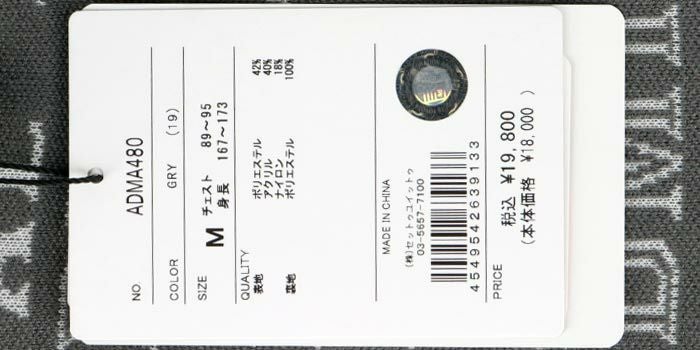 NO. ADMA480
COLOR GRY (19)
SIZE M チェスト 89～95
身長 167～173
QUALITY
表地 ポリエステル 42%
アクリル 40%
ナイロン 18%
裏地 ポリエステル 100%
MADE IN CHINA
(株)セットゥユイットゥ
03-5657-7100
4549542639133
PRICE 税込 ¥19,800
(本体価格 ¥18,000)